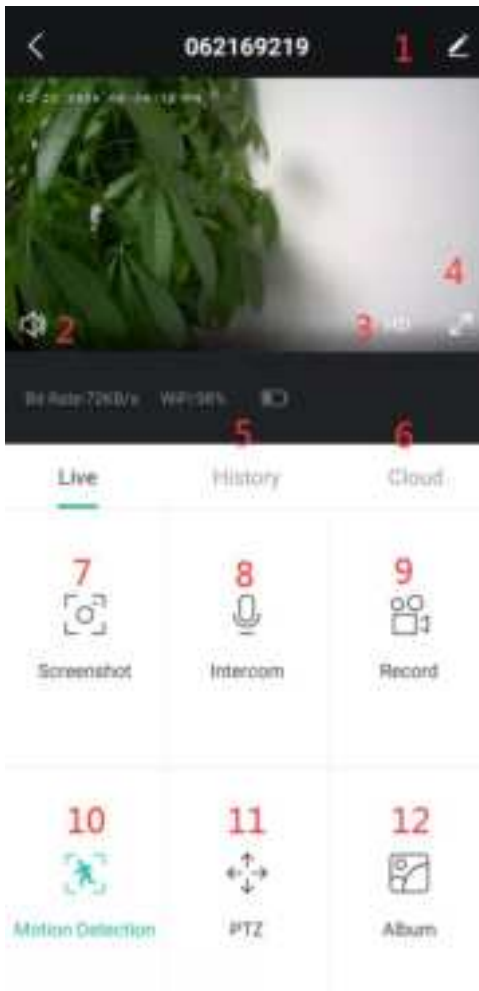 062169219 1
4
2 3 HD
Bit Rate:72KB/s WiFi:98%
5 6
Live History Cloud
7 8 9
Screenshot Intercom Record
10 11 12
Motion Detection PTZ Album